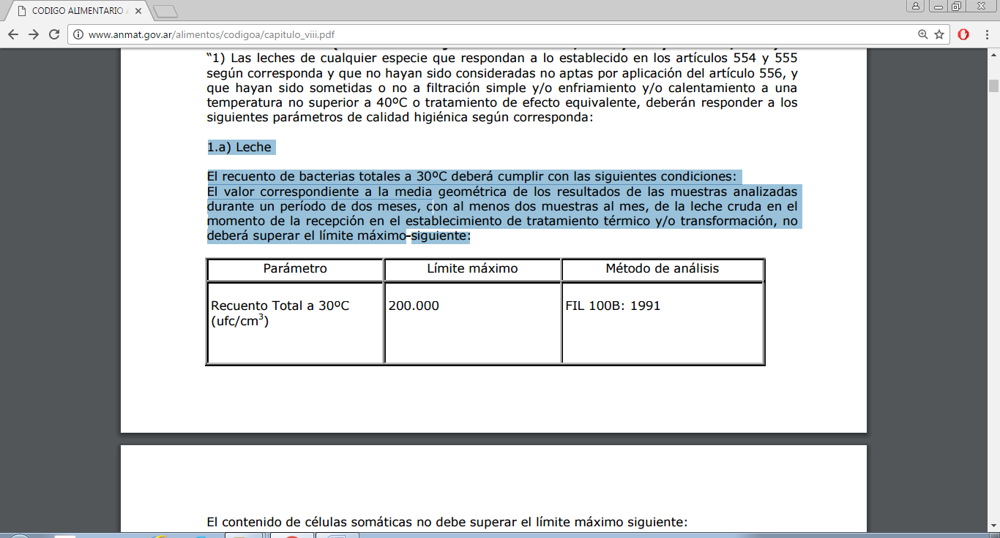 CODIGO ALIMENTARIO
www.anmat.gov.ar/alimentos/codigoa/capitulo_viii.pdf
“1) Las leches de cualquier especie que respondan a lo establecido en los artículos 554 y 555
según corresponda y que no hayan sido consideradas no aptas por aplicación del artículo 556, y
que hayan sido sometidas o no a filtración simple y/o enfriamiento y/o calentamiento a una
temperatura no superior a 40ºC o tratamiento de efecto equivalente, deberán responder a los
siguientes parámetros de calidad higiénica según corresponda:
1.a) Leche
El recuento de bacterias totales a 30ºC deberá cumplir con las siguientes condiciones:
El valor correspondiente a la media geométrica de los resultados de las muestras analizadas
durante un período de dos meses, con al menos dos muestras al mes, de la leche cruda en el
momento de la recepción en el establecimiento de tratamiento térmico y/o transformación, no
deberá superar el límite máximo-siguiente:
Parámetro Límite máximo Método de análisis
Recuento Total a 30ºC 200.000 FIL 100B: 1991
(ufc/cm³)
El contenido de células somáticas no debe superar el límite máximo siguiente: